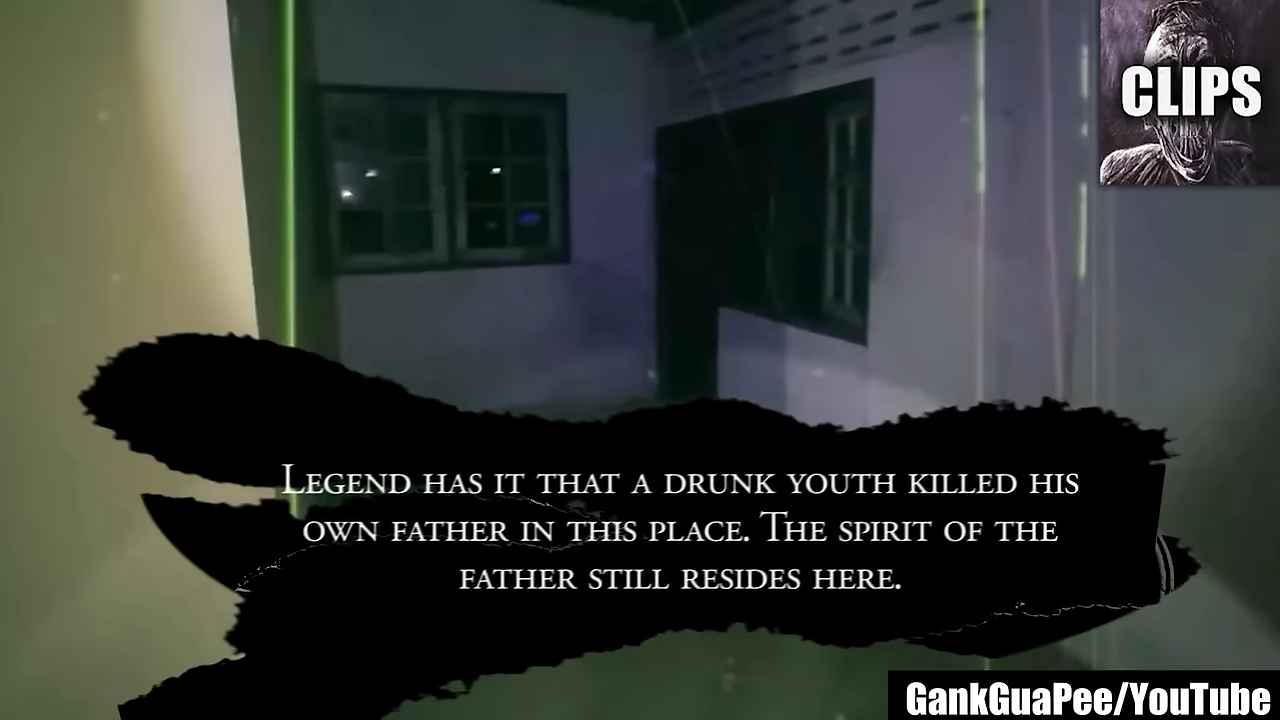 CLIPS
LEGEND HAS IT THAT A DRUNK YOUTH KILLED HIS
OWN FATHER IN THIS PLACE. THE SPIRIT OF THE
FATHER STILL RESIDES HERE.
GankGuaPee/YouTube